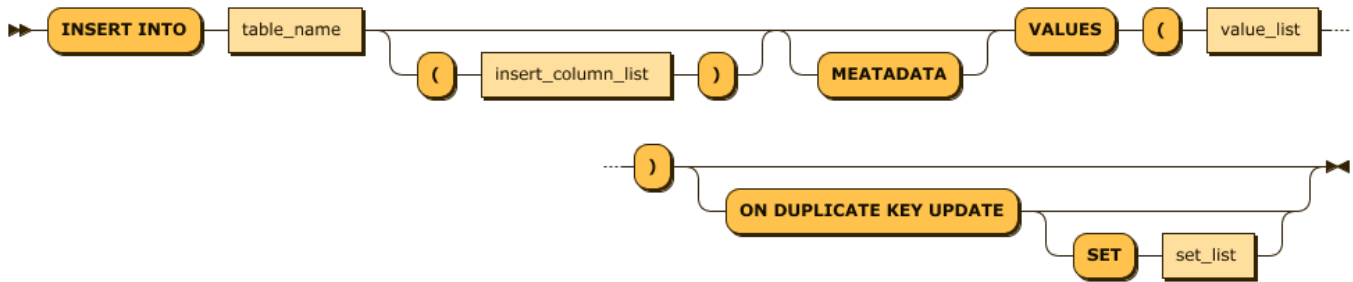 INSERT INTO table_name VALUES ( value_list
( insert_column_list ) MEATADATA
)
ON DUPLICATE KEY UPDATE
SET set_list